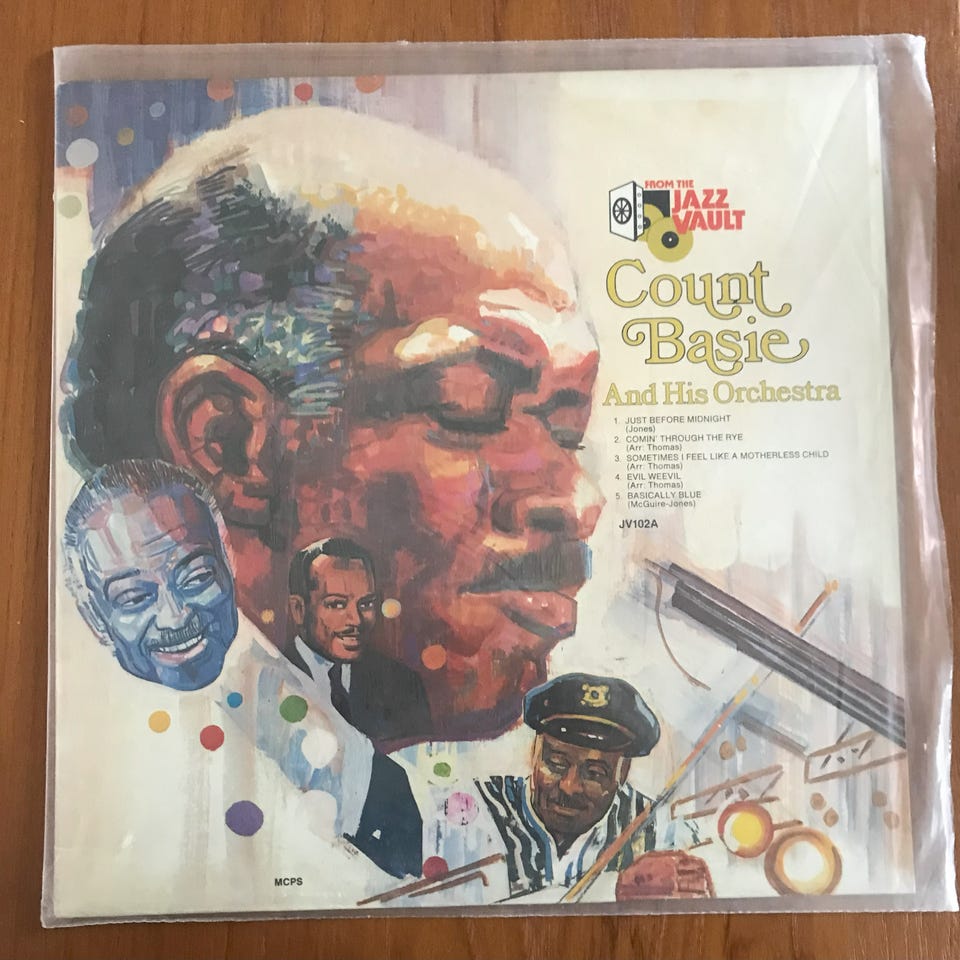 FROM THE
JAZZ
VAULT
Count
Basie
And His Orchestra
1. JUST BEFORE MIDNIGHT
(Jones)
2. COMIN' THROUGH THE RYE
(Arr: Thomas)
3. SOMETIMES I FEEL LIKE A MOTHERLESS CHILD
(Arr: Thomas)
4. EVIL WEEVIL
(Arr: Thomas)
5. BASICALLY BLUE
(McGuire-Jones)
JV102A
MCPS